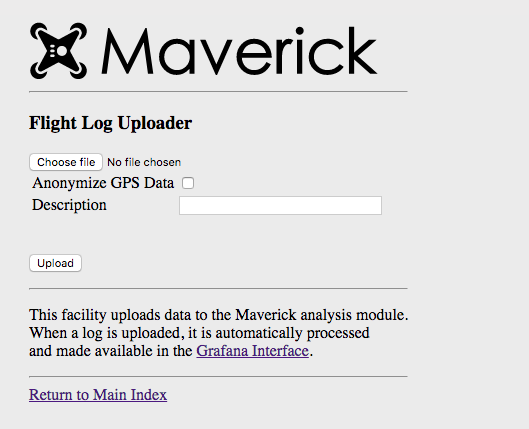 Maverick
Flight Log Uploader
Choose file No file chosen
Anonymize GPS Data
Description
Upload
This facility uploads data to the Maverick analysis module.
When a log is uploaded, it is automatically processed
and made available in the Grafana Interface.
Return to Main Index